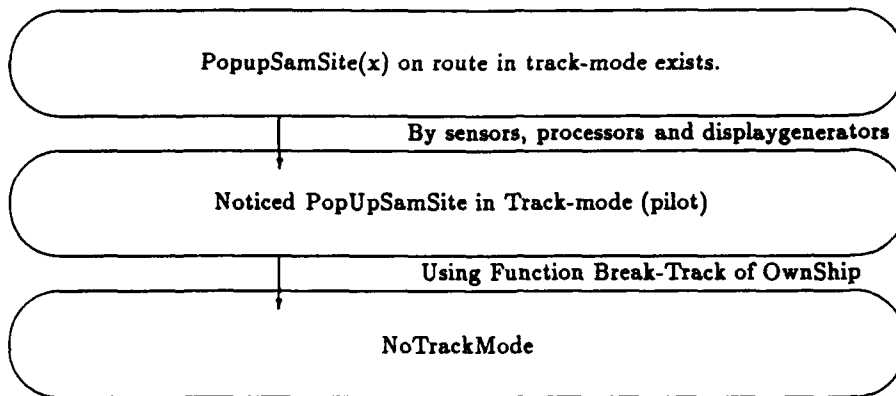 PopupSamSite(x) on route in track-mode exists.
By sensors, processors and displaygenerators
Noticed PopUpSamSite in Track-mode (pilot)
Using Function Break-Track of OwnShip
NoTrackMode